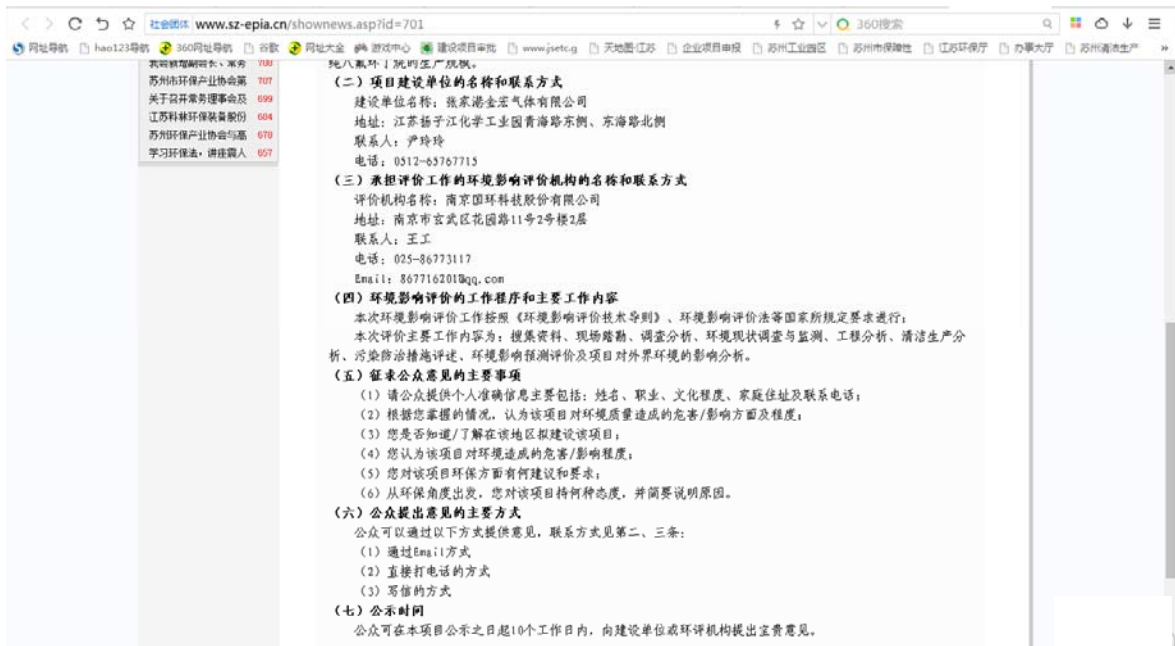 社会团体 www.sz-epia.cn/shownews.asp?id=701 360搜索
网址导航 hao123导航 360网址导航 谷歌 网址大全 游戏中心 建设项目审批 www.jsetc.g 天地图江苏 企业项目申报 苏州工业园区 苏州市保障性 江苏环保厅 办事大厅 苏州清洁生产 »
我会新增副会长、常务 708
苏州市环保产业协会第 707
关于召开常务理事会及 699
江苏科林环保装备股份 684
苏州环保产业协会与高 670
学习环保法,讲座震人 657
纯八氟环丁烷的生产规模。
(二)项目建设单位的名称和联系方式
建设单位名称:张家港金宏气体有限公司
地址:江苏扬子江化学工业园青海路东侧、东海路北侧
联系人:尹玲玲
电话:0512-65767715
(三)承担评价工作的环境影响评价机构的名称和联系方式
评价机构名称:南京国环科技股份有限公司
地址:南京市玄武区花园路11号2号楼2层
联系人:王工
电话:025-86773117
Email:867716201@qq.com
(四)环境影响评价的工作程序和主要工作内容
本次环境影响评价工作按照《环境影响评价技术导则》、环境影响评价法等国家所规定要求进行;
本次评价主要工作内容为:搜集资料、现场踏勘、调查分析、环境现状调查与监测、工程分析、清洁生产分
析、污染防治措施评述、环境影响预测评价及项目对外界环境的影响分析。
(五)征求公众意见的主要事项
(1)请公众提供个人准确信息主要包括:姓名、职业、文化程度、家庭住址及联系电话;
(2)根据您掌握的情况,认为该项目对环境质量造成的危害/影响方面及程度;
(3)您是否知道/了解在该地区拟建设该项目;
(4)您认为该项目对环境造成的危害/影响程度;
(5)您对该项目环保方面有何建议和要求;
(6)从环保角度出发,您对该项目持何种态度,并简要说明原因。
(六)公众提出意见的主要方式
公众可以通过以下方式提供意见,联系方式见第二、三条:
(1)通过Email方式
(2)直接打电话的方式
(3)写信的方式
(七)公示时间
公众可在本项目公示之日起10个工作日内,向建设单位或环评机构提出宝贵意见。